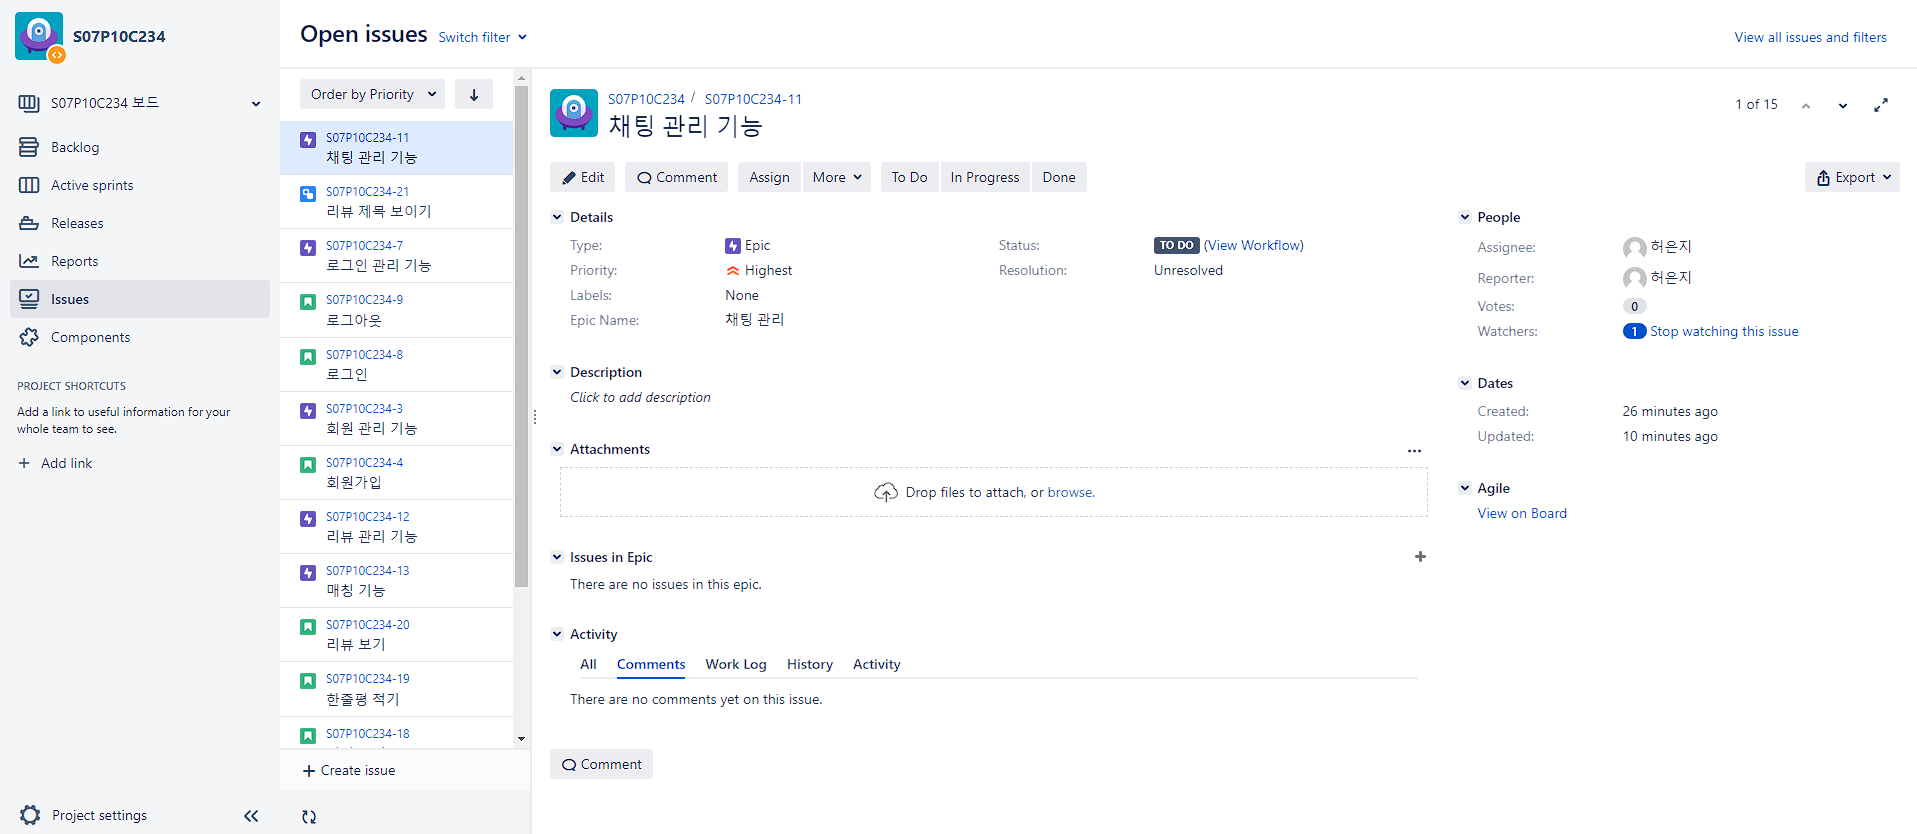 S07P10C234
S07P10C234 보드
Backlog
Active sprints
Releases
Reports
Issues
Components
PROJECT SHORTCUTS
Add a link to useful information for your
whole team to see.
Add link
Project settings
Open issues Switch filter
View all issues and filters
Order by Priority
S07P10C234-11
채팅 관리 기능
S07P10C234-21
리뷰 제목 보이기
S07P10C234-7
로그인 관리 기능
S07P10C234-9
로그아웃
S07P10C234-8
로그인
S07P10C234-3
회원 관리 기능
S07P10C234-4
회원가입
S07P10C234-12
리뷰 관리 기능
S07P10C234-13
매칭 기능
S07P10C234-20
리뷰 보기
S07P10C234-19
한줄평 적기
S07P10C234-18
Create issue
S07P10C234 / S07P10C234-11
채팅 관리 기능
1 of 15
Edit Comment Assign More To Do In Progress Done
Export
Details
Type: Epic
Status: TO DO (View Workflow)
Priority: Highest
Resolution: Unresolved
Labels: None
Epic Name: 채팅 관리
Description
Click to add description
Attachments
Drop files to attach, or browse.
Issues in Epic
There are no issues in this epic.
Activity
All Comments Work Log History Activity
There are no comments yet on this issue.
Comment
People
Assignee: 허은지
Reporter: 허은지
Votes: 0
Watchers: 1 Stop watching this issue
Dates
Created: 26 minutes ago
Updated: 10 minutes ago
Agile
View on Board